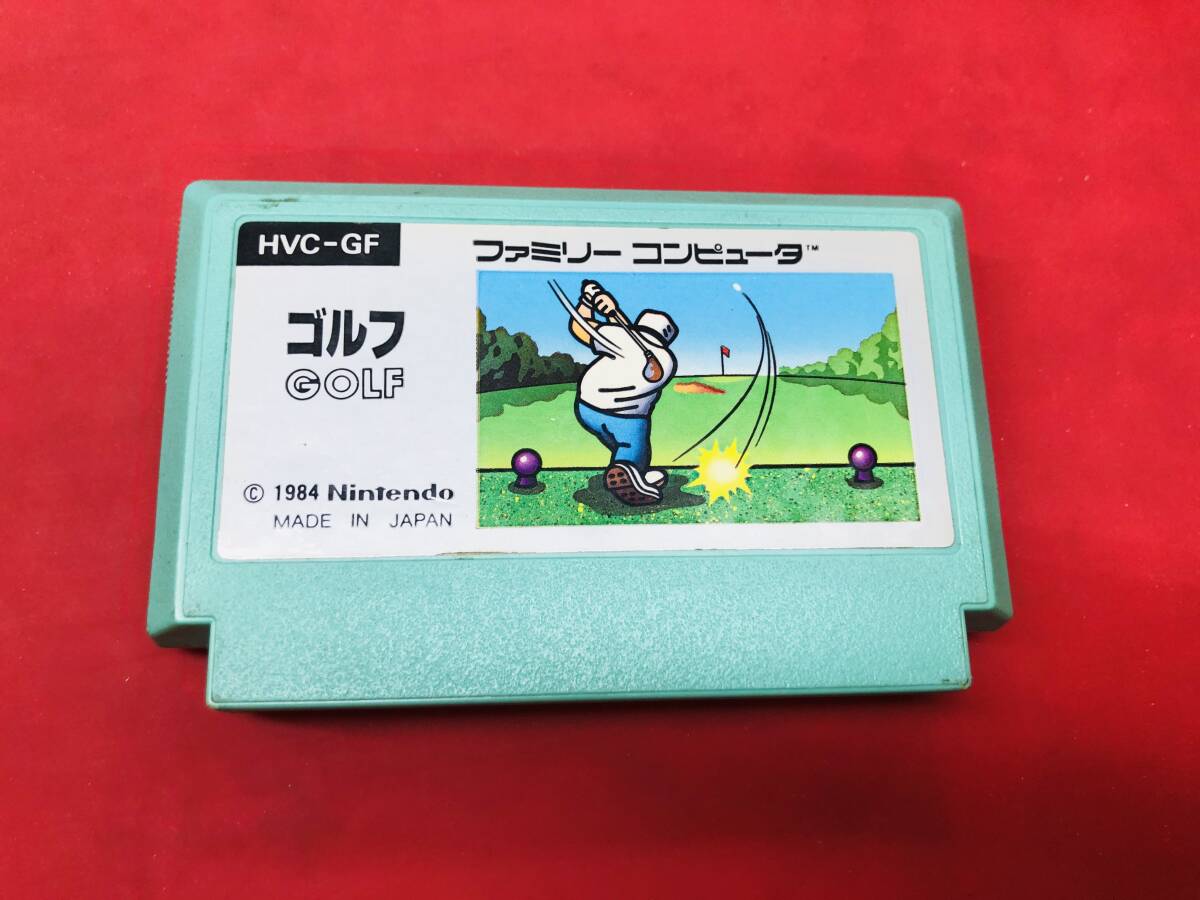 HVC-GF
ファミリー コンピュータ™
ゴルフ
GOLF
© 1984 Nintendo
MADE IN JAPAN